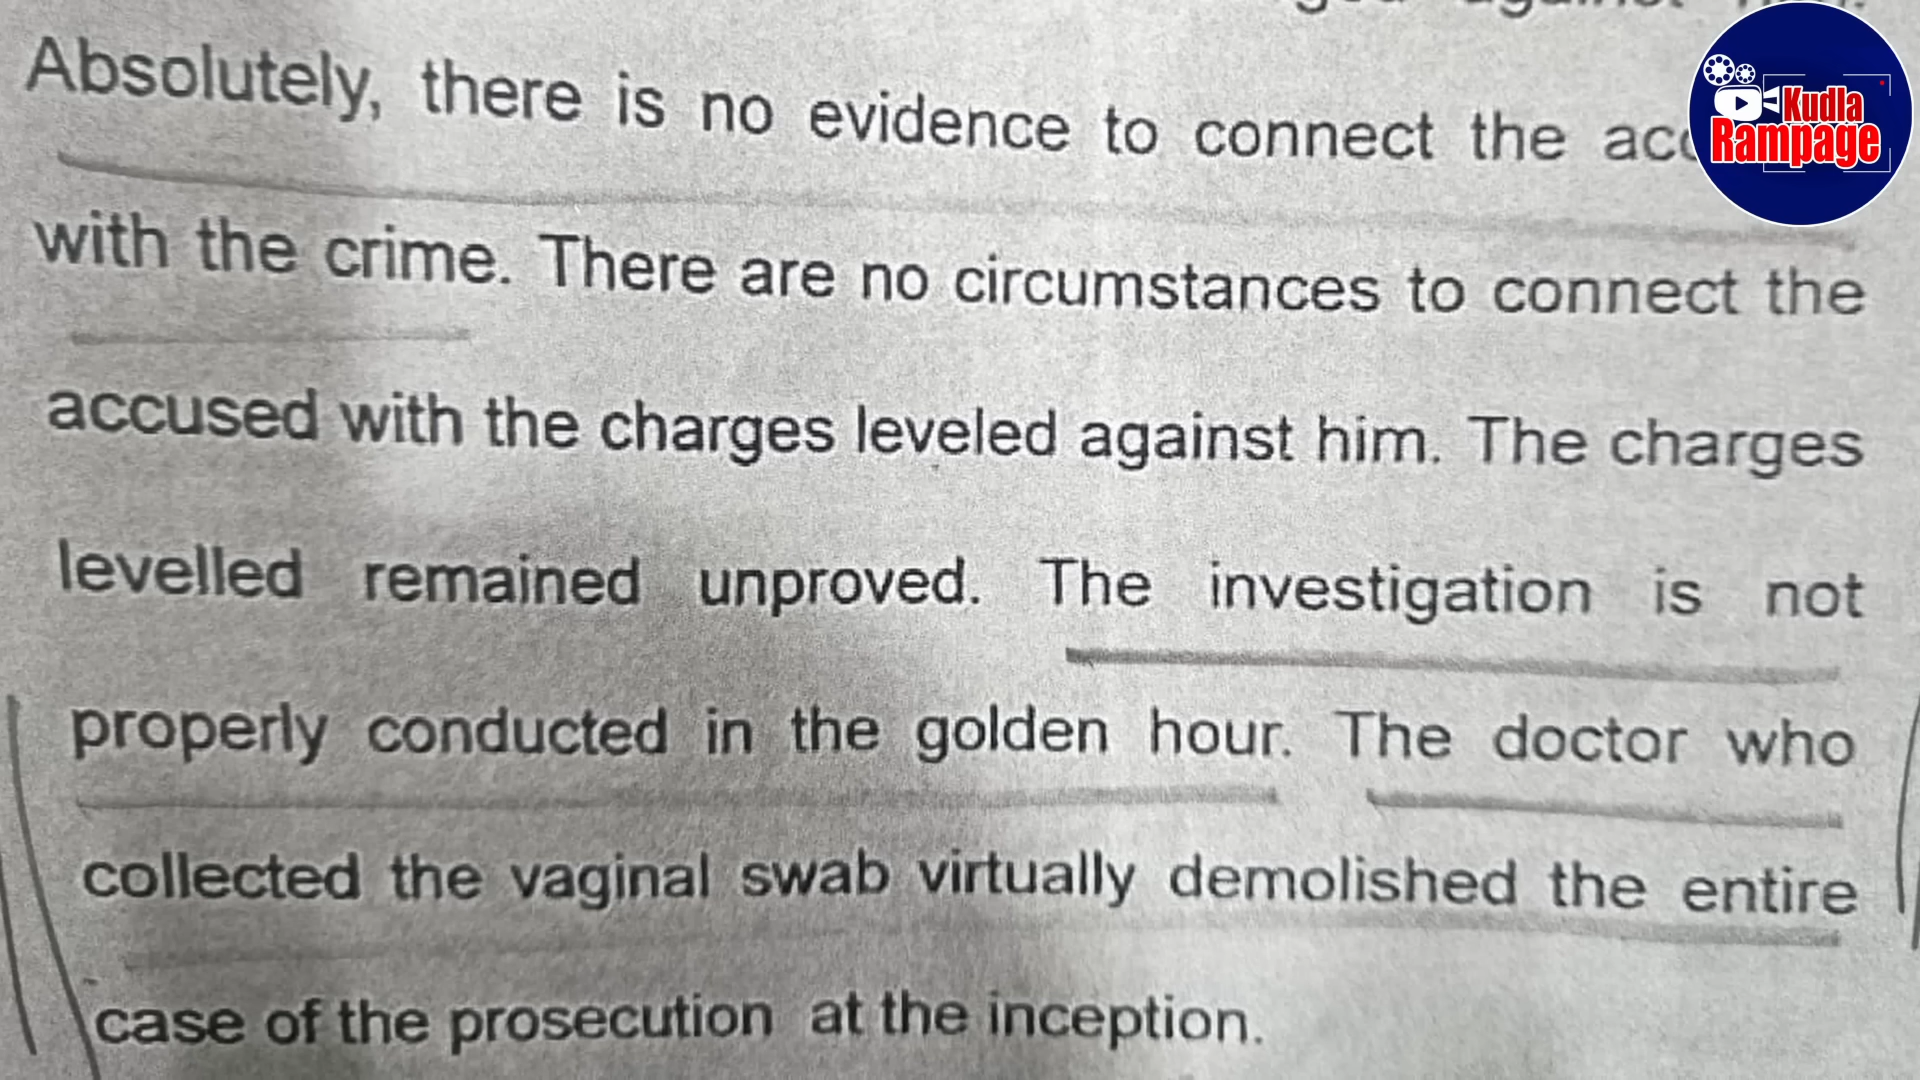 Absolutely, there is no evidence to connect the
with the crime. There are no circumstances to connect the
accused with the charges leveled against him. The charges
levelled remained unproved. The investigation is not
properly conducted in the golden hour. The doctor who
collected the vaginal swab virtually demolished the entire
case of the prosecution at the inception.
Kudla
Rampage